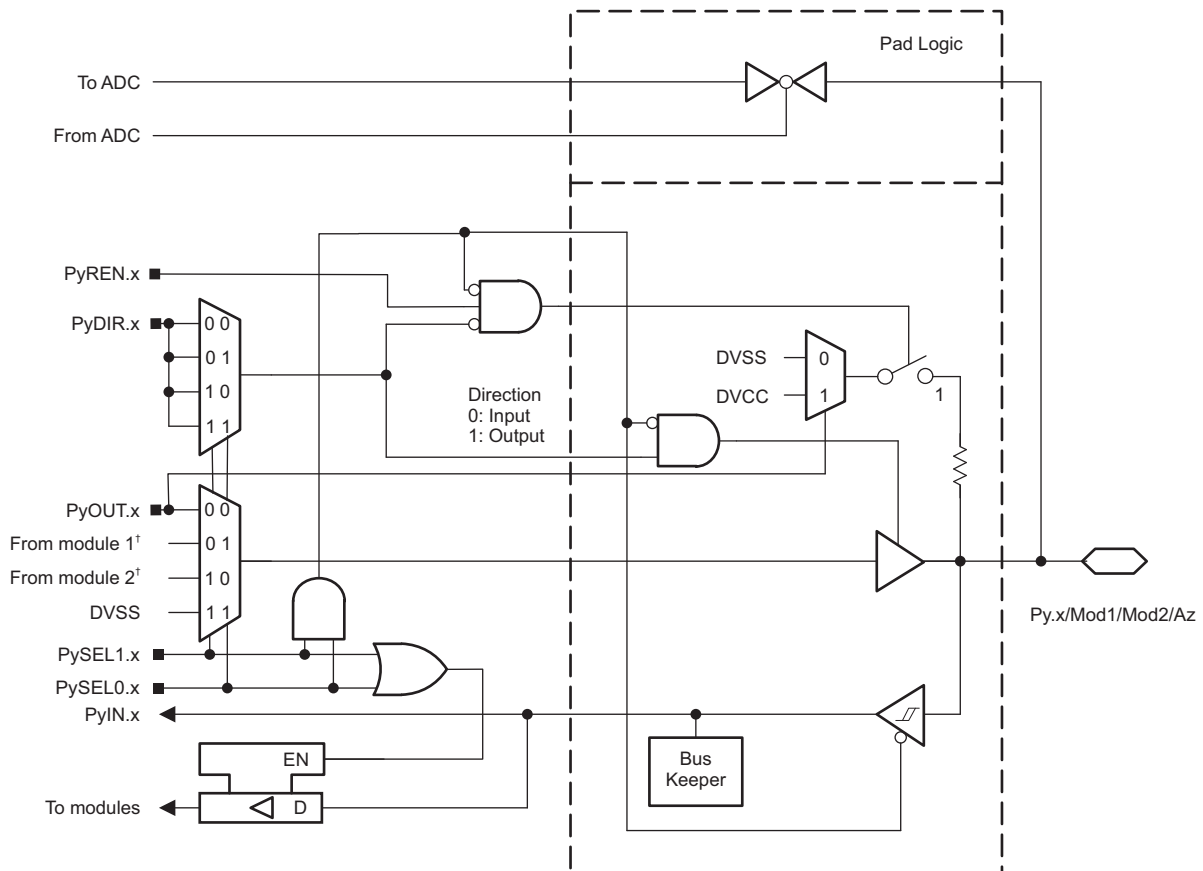 Pad Logic
To ADC
From ADC
PyREN.x
PyDIR.x
0 0
0 1
1 0
1 1
Direction
0: Input
1: Output
DVSS
0
DVCC
1
1
PyOUT.x
0 0
From module 1†
0 1
From module 2†
1 0
DVSS
1 1
Py.x/Mod1/Mod2/Az
PySEL1.x
PySEL0.x
PyIN.x
Bus
Keeper
EN
To modules
D